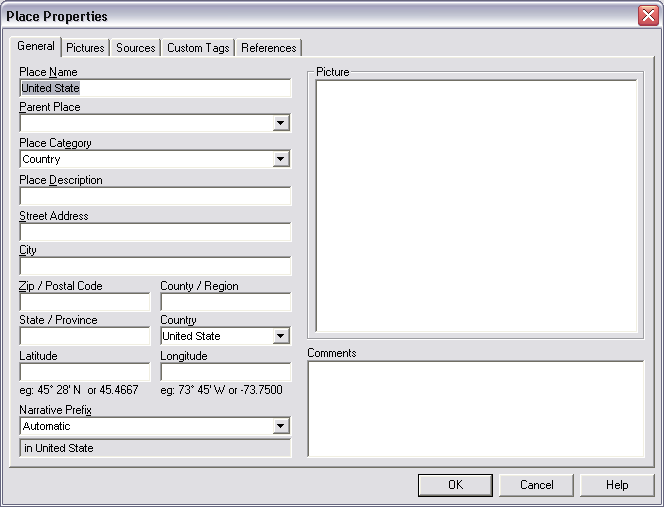 Place Properties
General Pictures Sources Custom Tags References
Place Name
United State
Parent Place
Place Category
Country
Place Description
Street Address
City
Zip / Postal Code County / Region
State / Province Country
United State
Latitude Longitude
eg: 45° 28' N or 45.4667 eg: 73° 45' W or -73.7500
Narrative Prefix
Automatic
in United State
Picture
Comments
OK Cancel Help